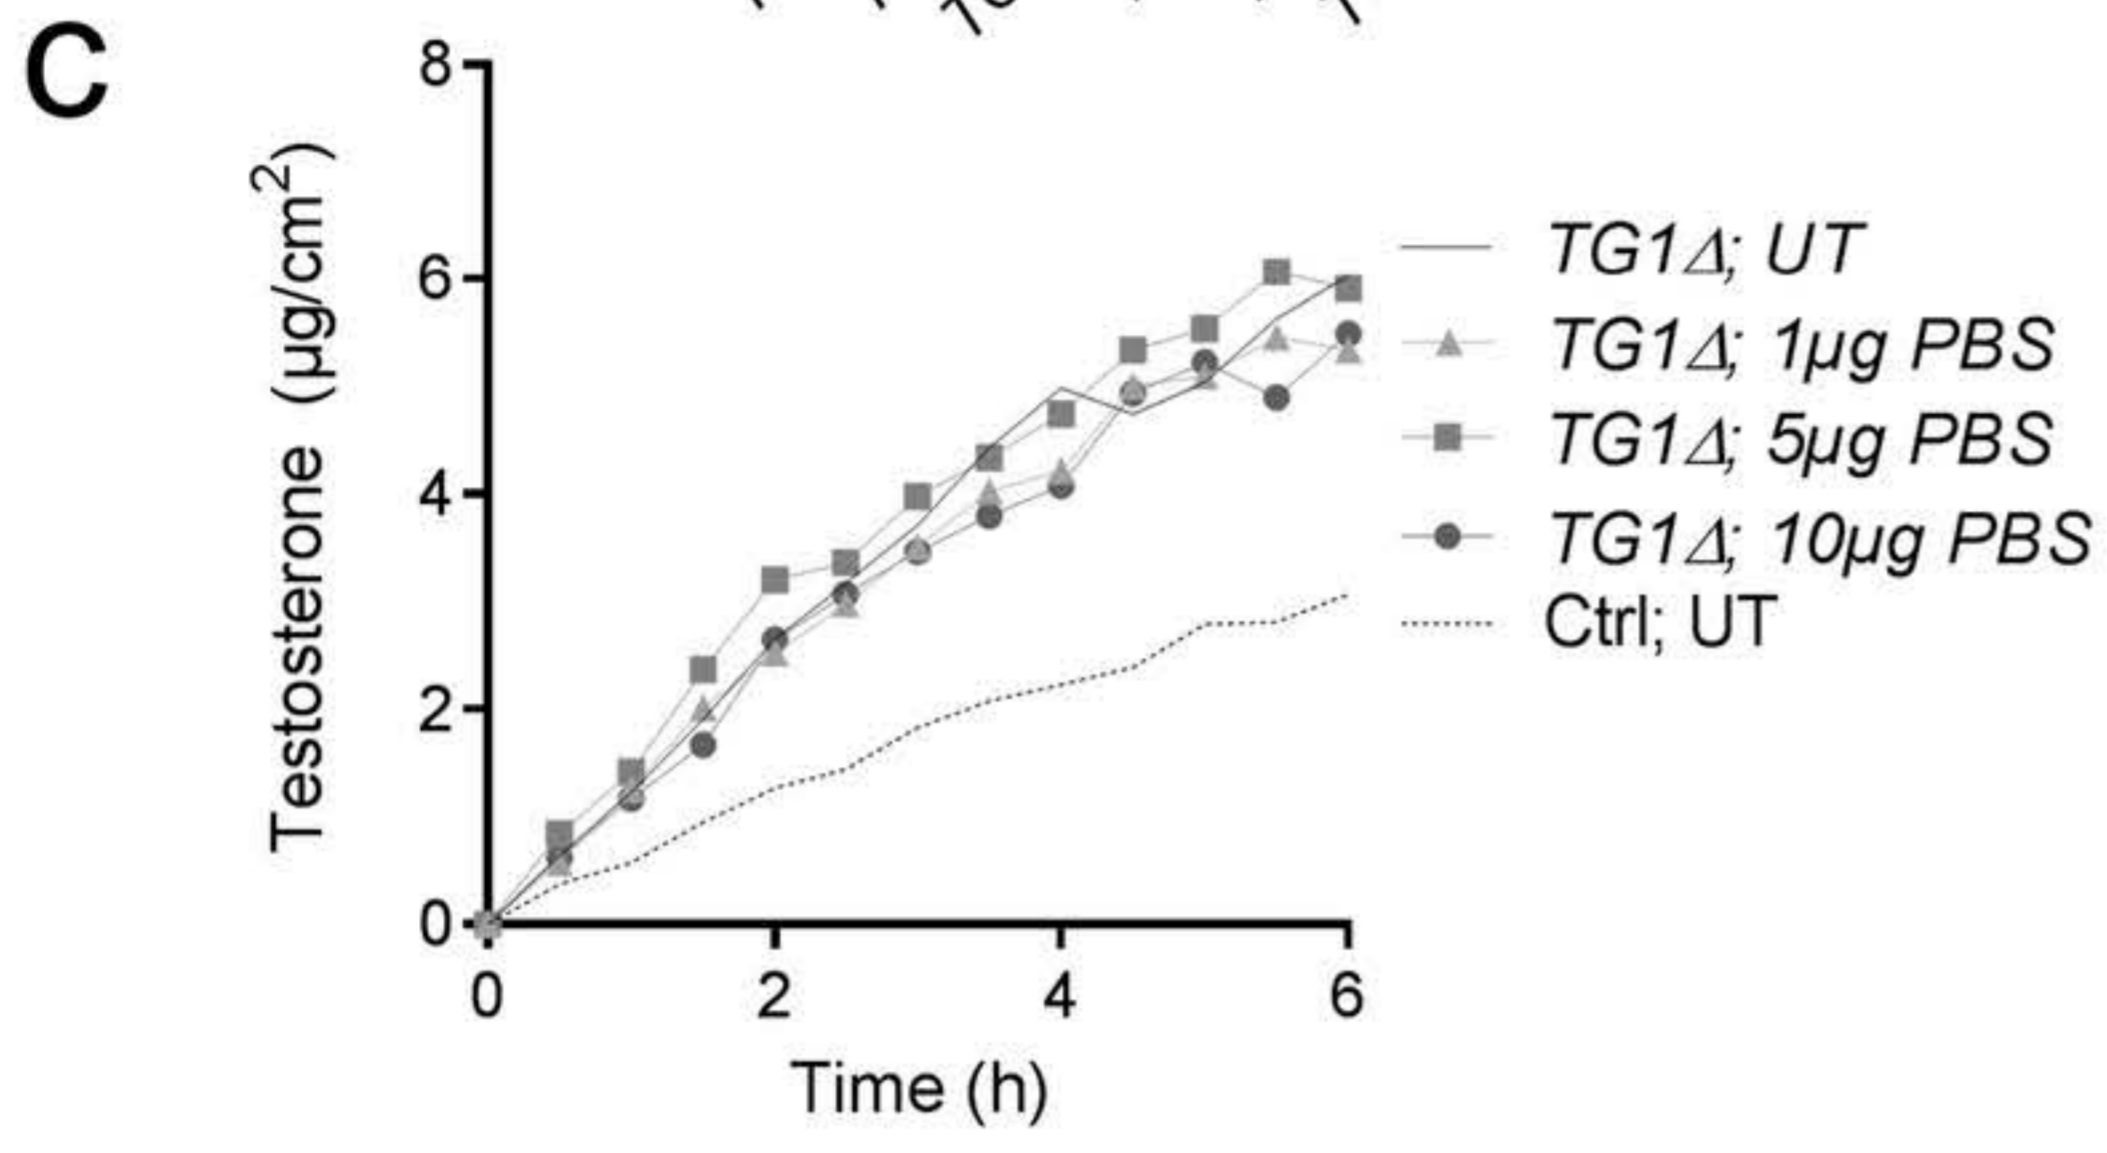 C
8
6
4
2
0
0 2 4 6
Testosterone (µg/cm²)
Time (h)
TG1Δ; UT
TG1Δ; 1µg PBS
TG1Δ; 5µg PBS
TG1Δ; 10µg PBS
Ctrl; UT